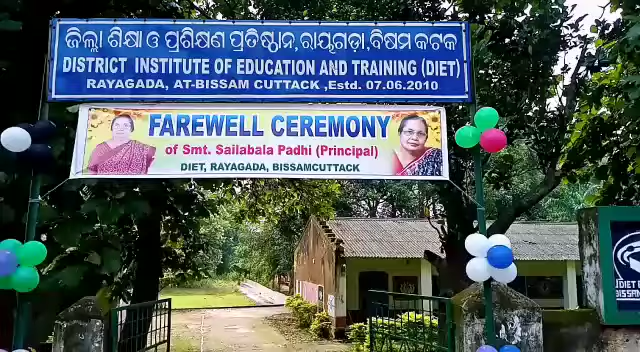 ଜିଲ୍ଲା ଶିକ୍ଷା ଓ ପ୍ରଶିକ୍ଷଣ ପ୍ରତିଷ୍ଠାନ,ରାୟଗଡ଼ା,ବିଷମ କଟକ
DISTRICT INSTITUTE OF EDUCATION AND TRAINING (DIET)
RAYAGADA, AT-BISSAM CUTTACK ,Estd. 07.06.2010
FAREWELL CEREMONY
of Smt. Sailabala Padhi (Principal)
DIET, RAYAGADA, BISSAMCUTTACK
DIET
BISSAM